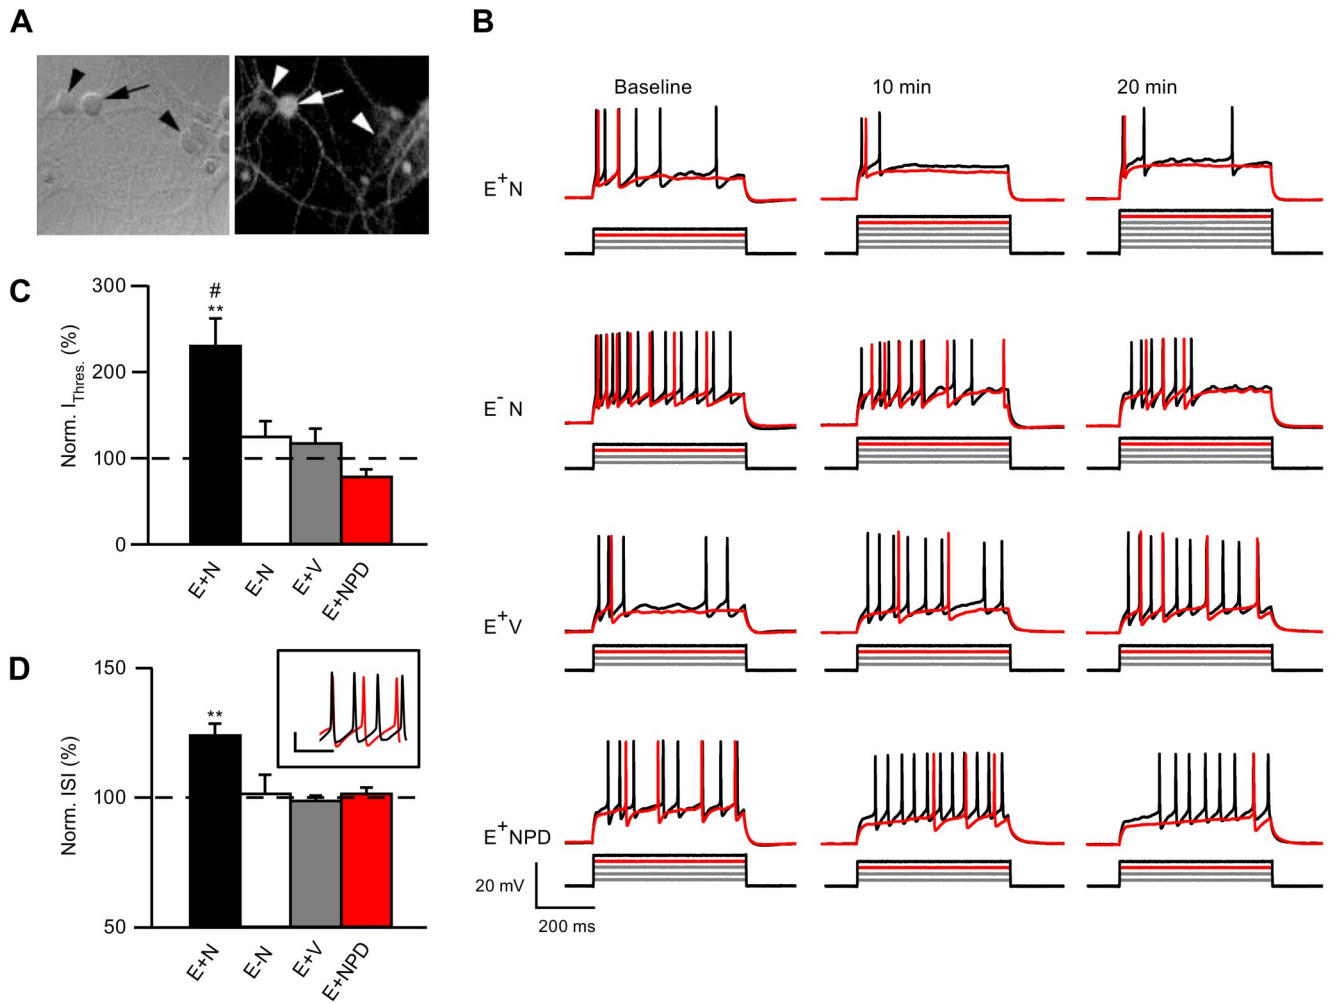 A
B
Baseline
10 min
20 min
E+N
E- N
E+V
E+NPD
20 mV
200 ms
C
Norm. IThres. (%)
300
200
100
0
#
**
E+N
E-N
E+V
E+NPD
D
Norm. ISI (%)
150
100
50
**
E+N
E-N
E+V
E+NPD